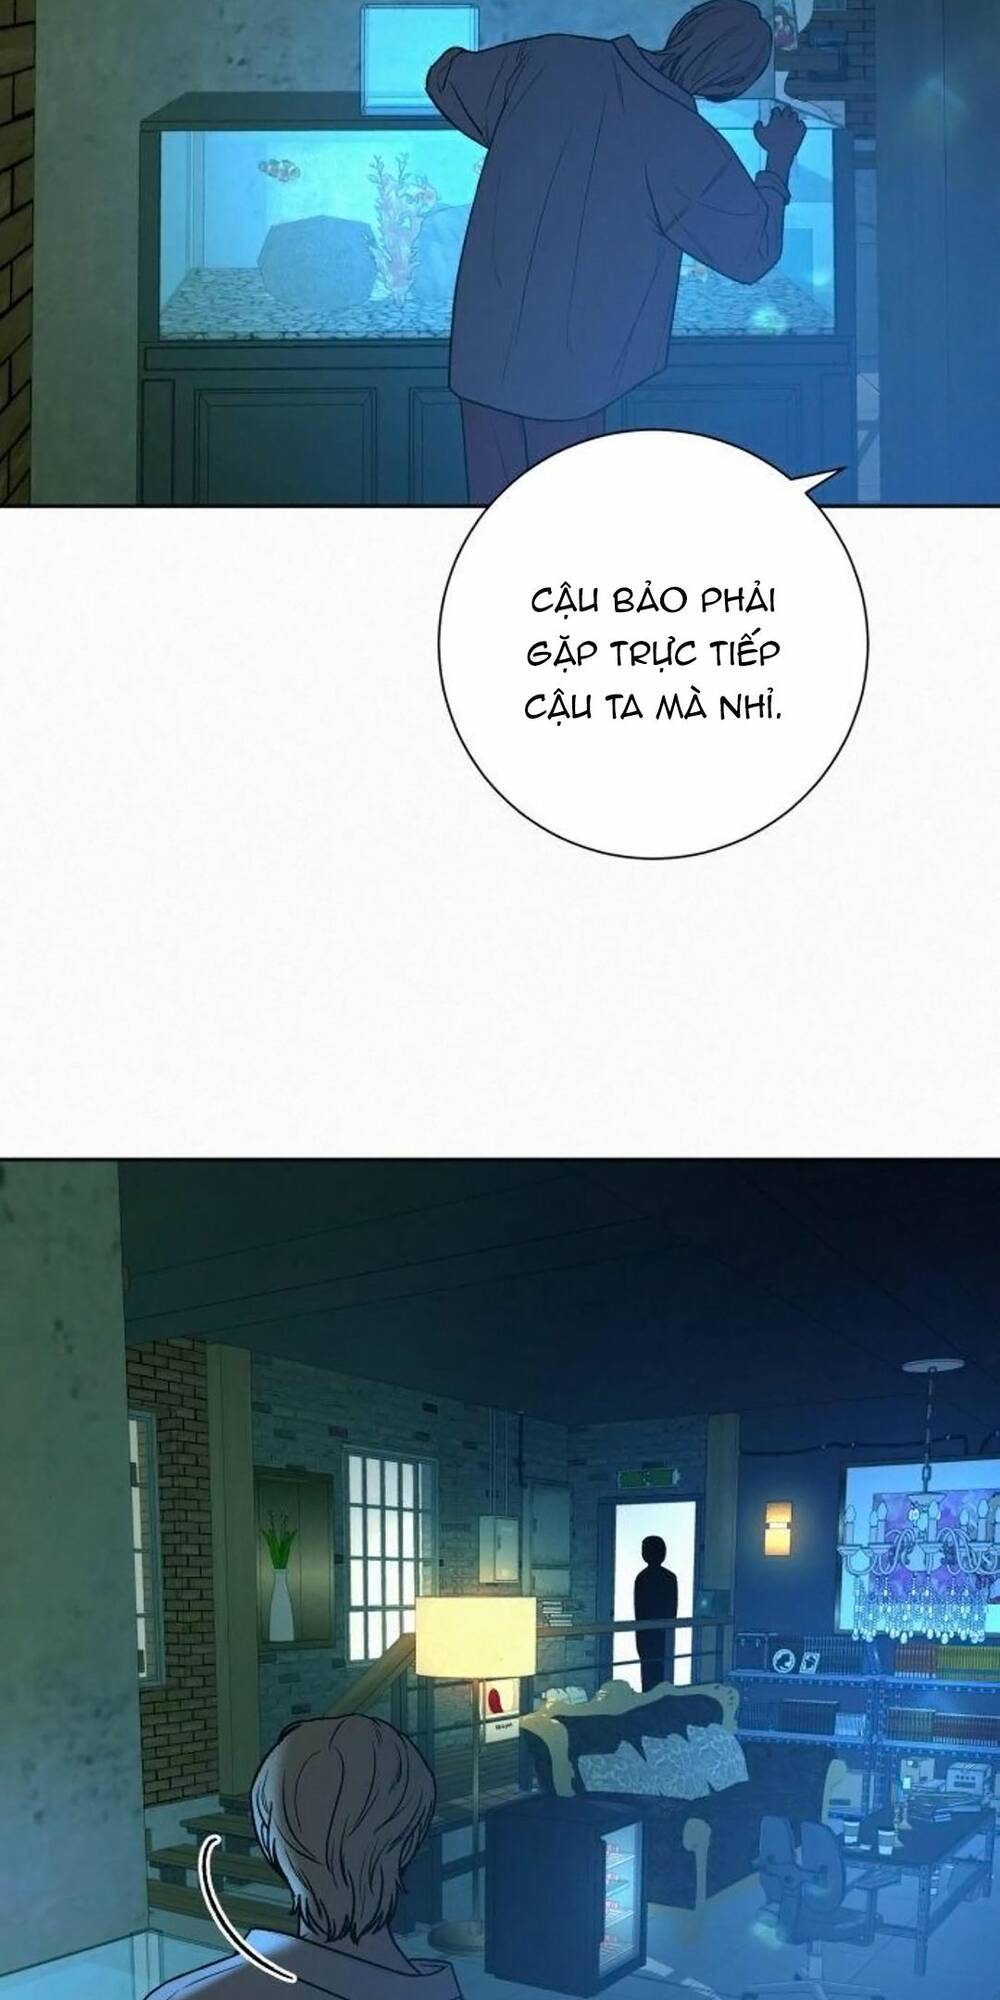 CẬU BẢO PHẢI
GẶP TRỰC TIẾP
CẬU TA MÀ NHỈ.